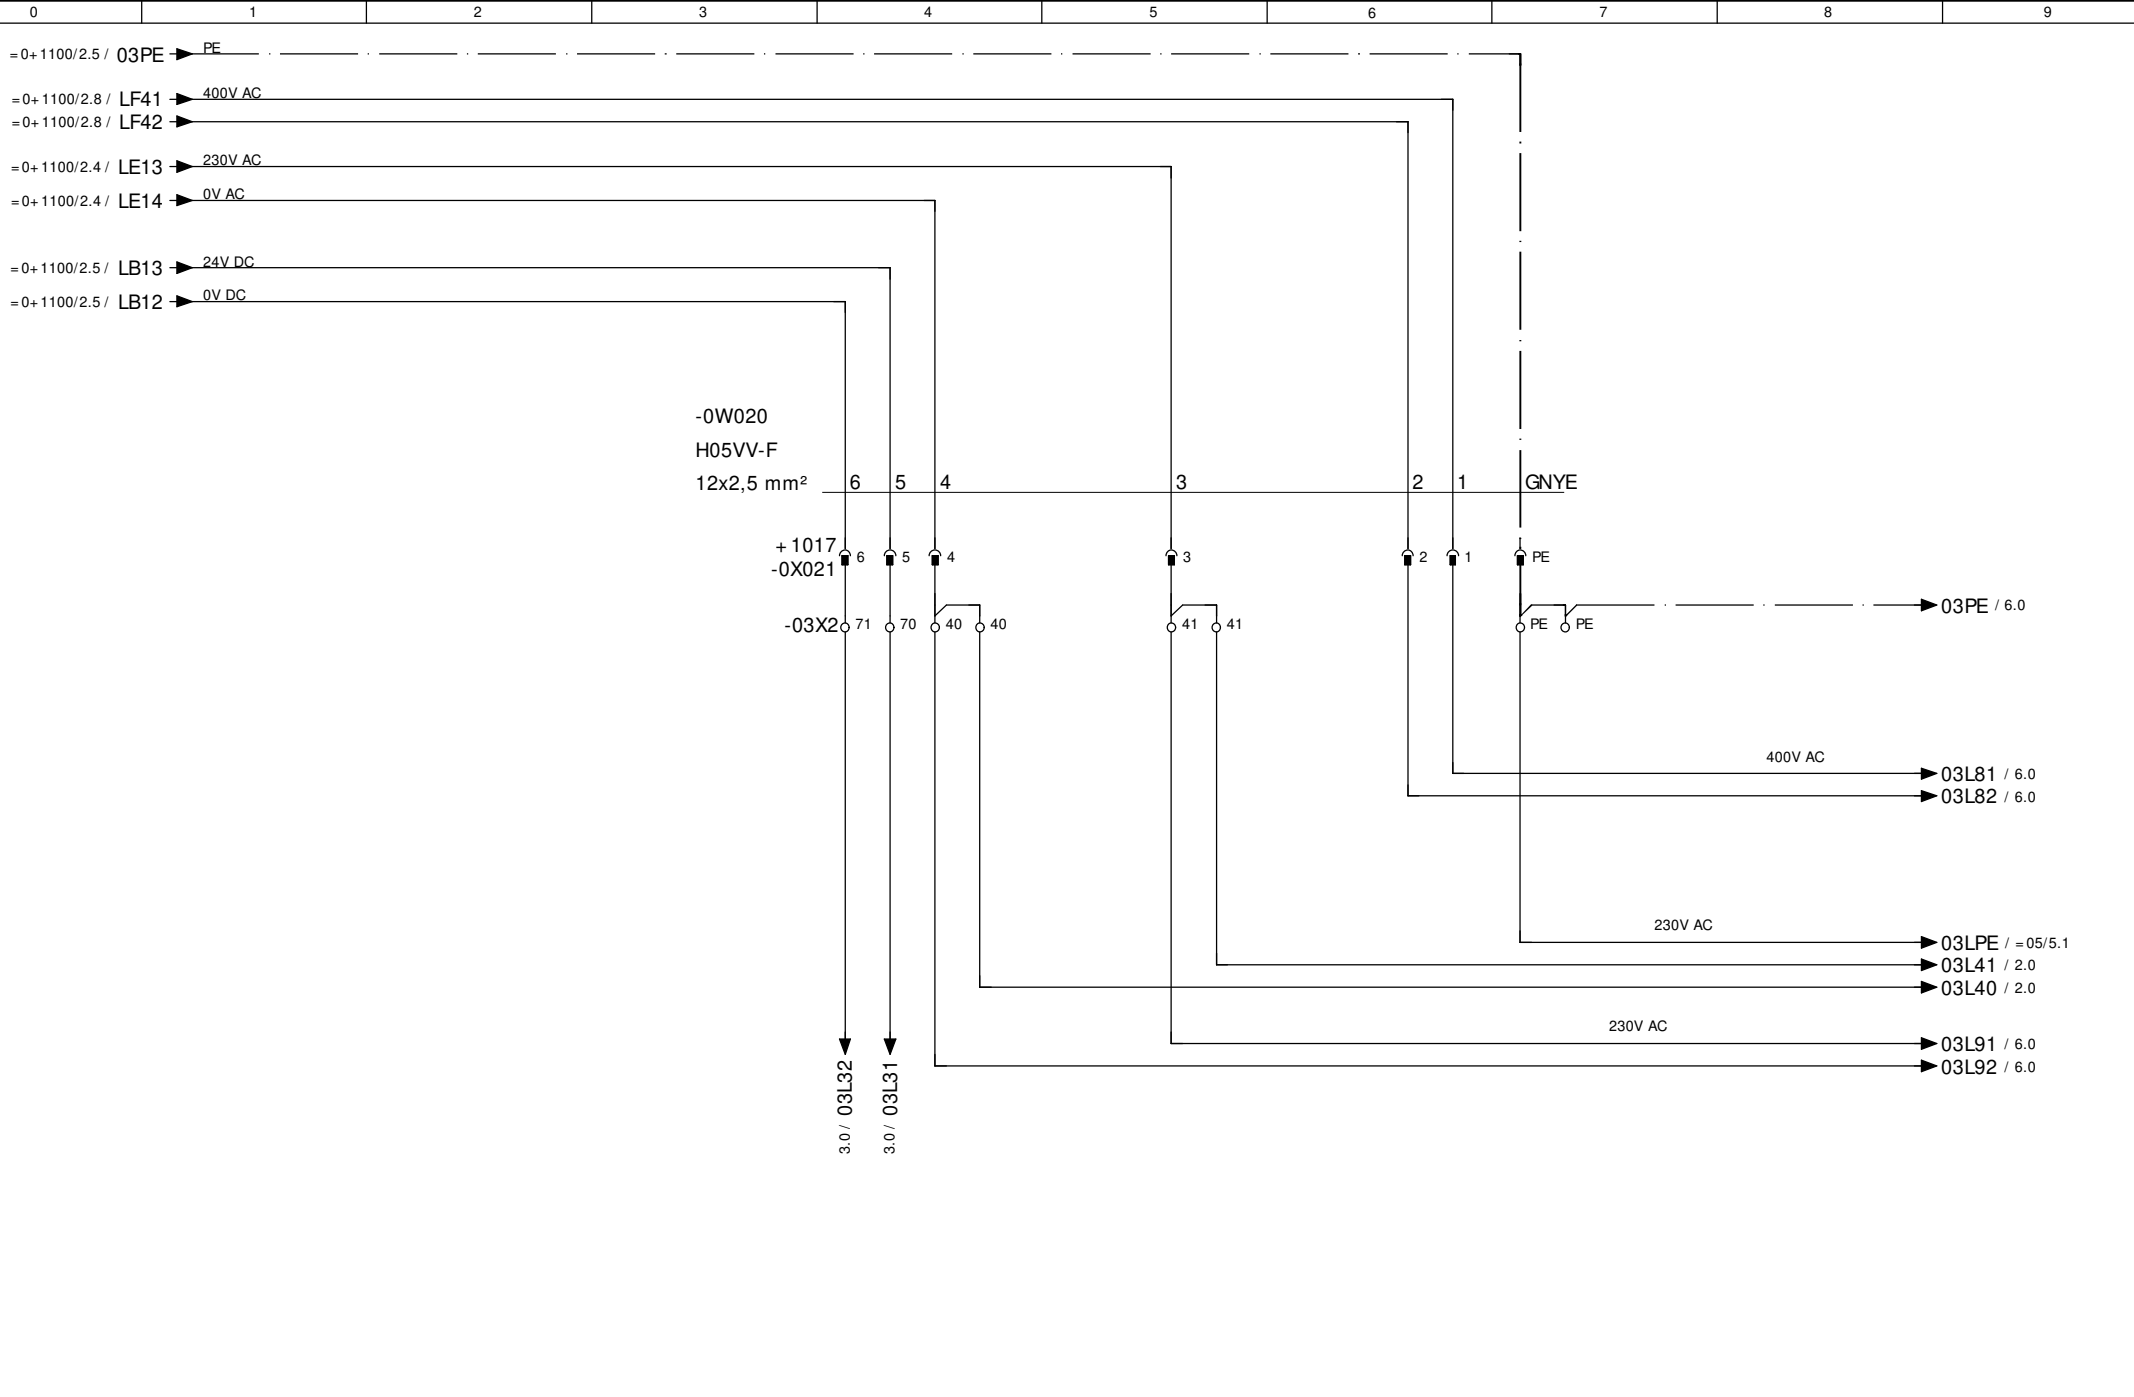 0 1 2 3 4 5 6 7 8 9
=0+1100/2.5 / 03PE PE
=0+1100/2.8 / LF41 400V AC
=0+1100/2.8 / LF42
=0+1100/2.4 / LE13 230V AC
=0+1100/2.4 / LE14 0V AC
=0+1100/2.5 / LB13 24V DC
=0+1100/2.5 / LB12 0V DC
-0W020
H05VV-F
12x2,5 mm² 6 5 4 3 2 1 GNYE
+1017
6 5 4 3 2 1 PE
-0X021
03PE / 6.0
-03X2 71 70 40 40 41 41 PE PE
400V AC
03L81 / 6.0
03L82 / 6.0
230V AC
03LPE / =05/5.1
03L41 / 2.0
03L40 / 2.0
230V AC
03L91 / 6.0
03L92 / 6.0
3.0 / 03L32
3.0 / 03L31